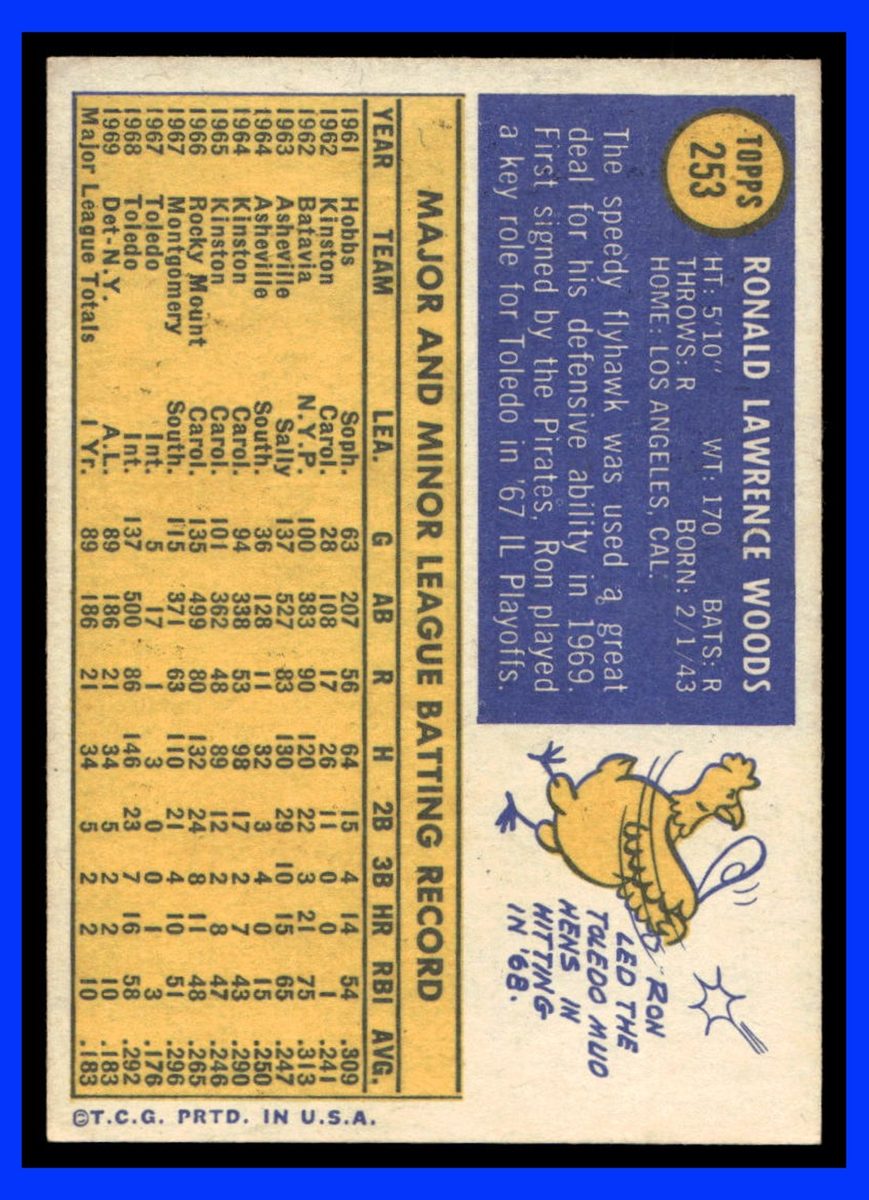 TOPPS
253
RONALD LAWRENCE WOODS
HT: 5'10" WT: 170 BATS: R
THROWS: R BORN: 2/1/43
HOME: LOS ANGELES, CAL.
The speedy flyhawk was used a great
deal for his defensive ability in 1969.
First signed by the Pirates, Ron played
a key role for Toledo in '67 IL Playoffs.
RON
LED THE
TOLEDO MUD
HENS IN
HITTING
IN '68.
MAJOR AND MINOR LEAGUE BATTING RECORD
YEAR TEAM LEA. G AB R H 2B 3B HR RBI AVG.
1961 Hobbs Soph. 63 207 56 64 15 4 14 54 .309
1962 Kinston Carol. 28 108 17 26 11 0 0 1 .241
1962 Batavia N.Y.P. 100 383 90 120 22 3 21 75 .313
1963 Asheville Sally 137 527 83 130 29 10 15 65 .247
1964 Asheville South. 36 128 11 32 3 4 0 15 .250
1964 Kinston Carol. 94 338 53 98 17 2 7 43 .290
1965 Kinston Carol. 101 362 48 89 12 2 8 47 .246
1966 Rocky Mount Carol. 135 499 80 132 24 8 11 48 .265
1967 Montgomery South. 115 371 63 110 21 4 10 51 .296
1967 Toledo Int. 5 17 1 3 0 0 1 3 .176
1968 Toledo Int. 137 500 86 146 23 7 16 58 .292
1969 Det-N.Y. A.L. 89 186 21 34 5 2 2 10 .183
Major League Totals 1 Yr. 89 186 21 34 5 2 2 10 .183
©T.C.G. PRTD. IN U.S.A.